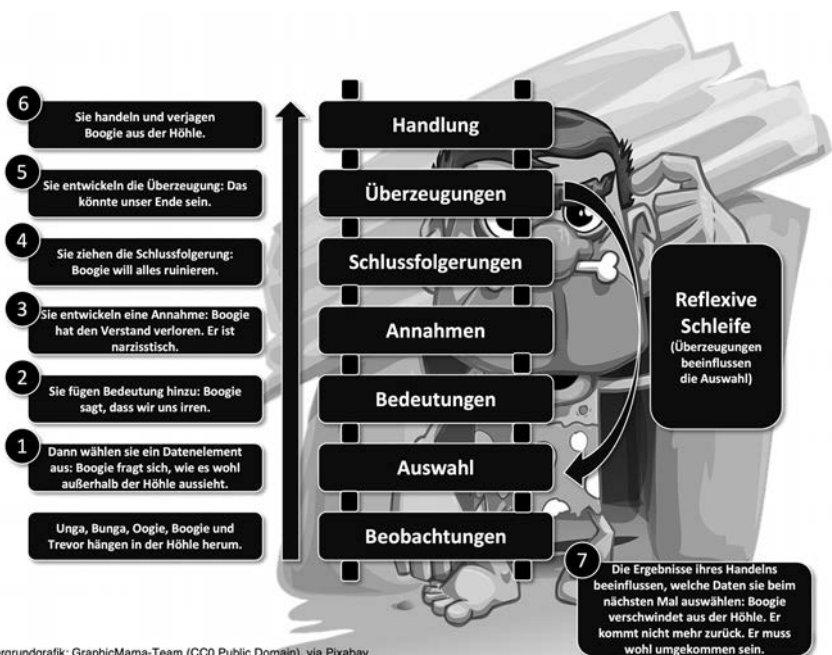 6
Sie handeln und verjagen
Boogie aus der Höhle.
5
Sie entwickeln die Überzeugung: Das
könnte unser Ende sein.
4
Sie ziehen die Schlussfolgerung:
Boogie will alles ruinieren.
3
Sie entwickeln eine Annahme: Boogie
hat den Verstand verloren. Er ist
narzisstisch.
2
Sie fügen Bedeutung hinzu: Boogie
sagt, dass wir uns irren.
1
Dann wählen sie ein Datenelement
aus: Boogie fragt sich, wie es wohl
außerhalb der Höhle aussieht.
Unga, Bunga, Oogie, Boogie und
Trevor hängen in der Höhle herum.
Handlung
Überzeugungen
Schlussfolgerungen
Annahmen
Bedeutungen
Auswahl
Beobachtungen
Reflexive
Schleife
(Überzeugungen
beeinflussen
die Auswahl)
7
Die Ergebnisse ihres Handelns
beeinflussen, welche Daten sie beim
nächsten Mal auswählen: Boogie
verschwindet aus der Höhle. Er
kommt nicht mehr zurück. Er muss
wohl umgekommen sein.
ergrundgrafik: GraphicMama-Team (CC0 Public Domain), via Pixabay